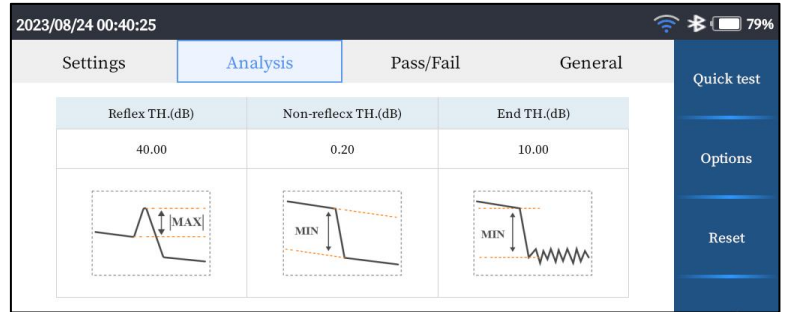 2023/08/24 00:40:25 79%
Settings Analysis Pass/Fail General
Quick test
Reflex TH.(dB) Non-reflecx TH.(dB) End TH.(dB)
40.00 0.20 10.00
Options
|MAX| MIN MIN
Reset